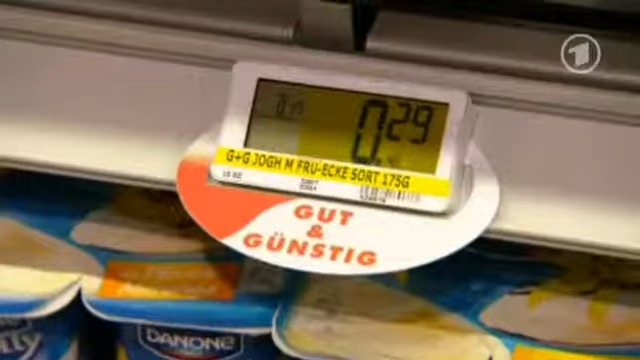 1
0.29
G+G JOGH M FRU-ECKE SORT 175G
GUT
&
GÜNSTIG
DANONE